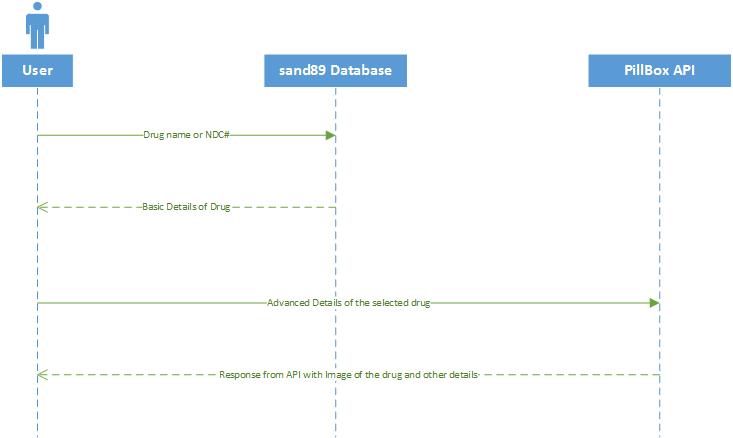 User
sand89 Database
PillBox API
Drug name or NDC#
Basic Details of Drug
Advanced Details of the selected drug
Response from API with Image of the drug and other details